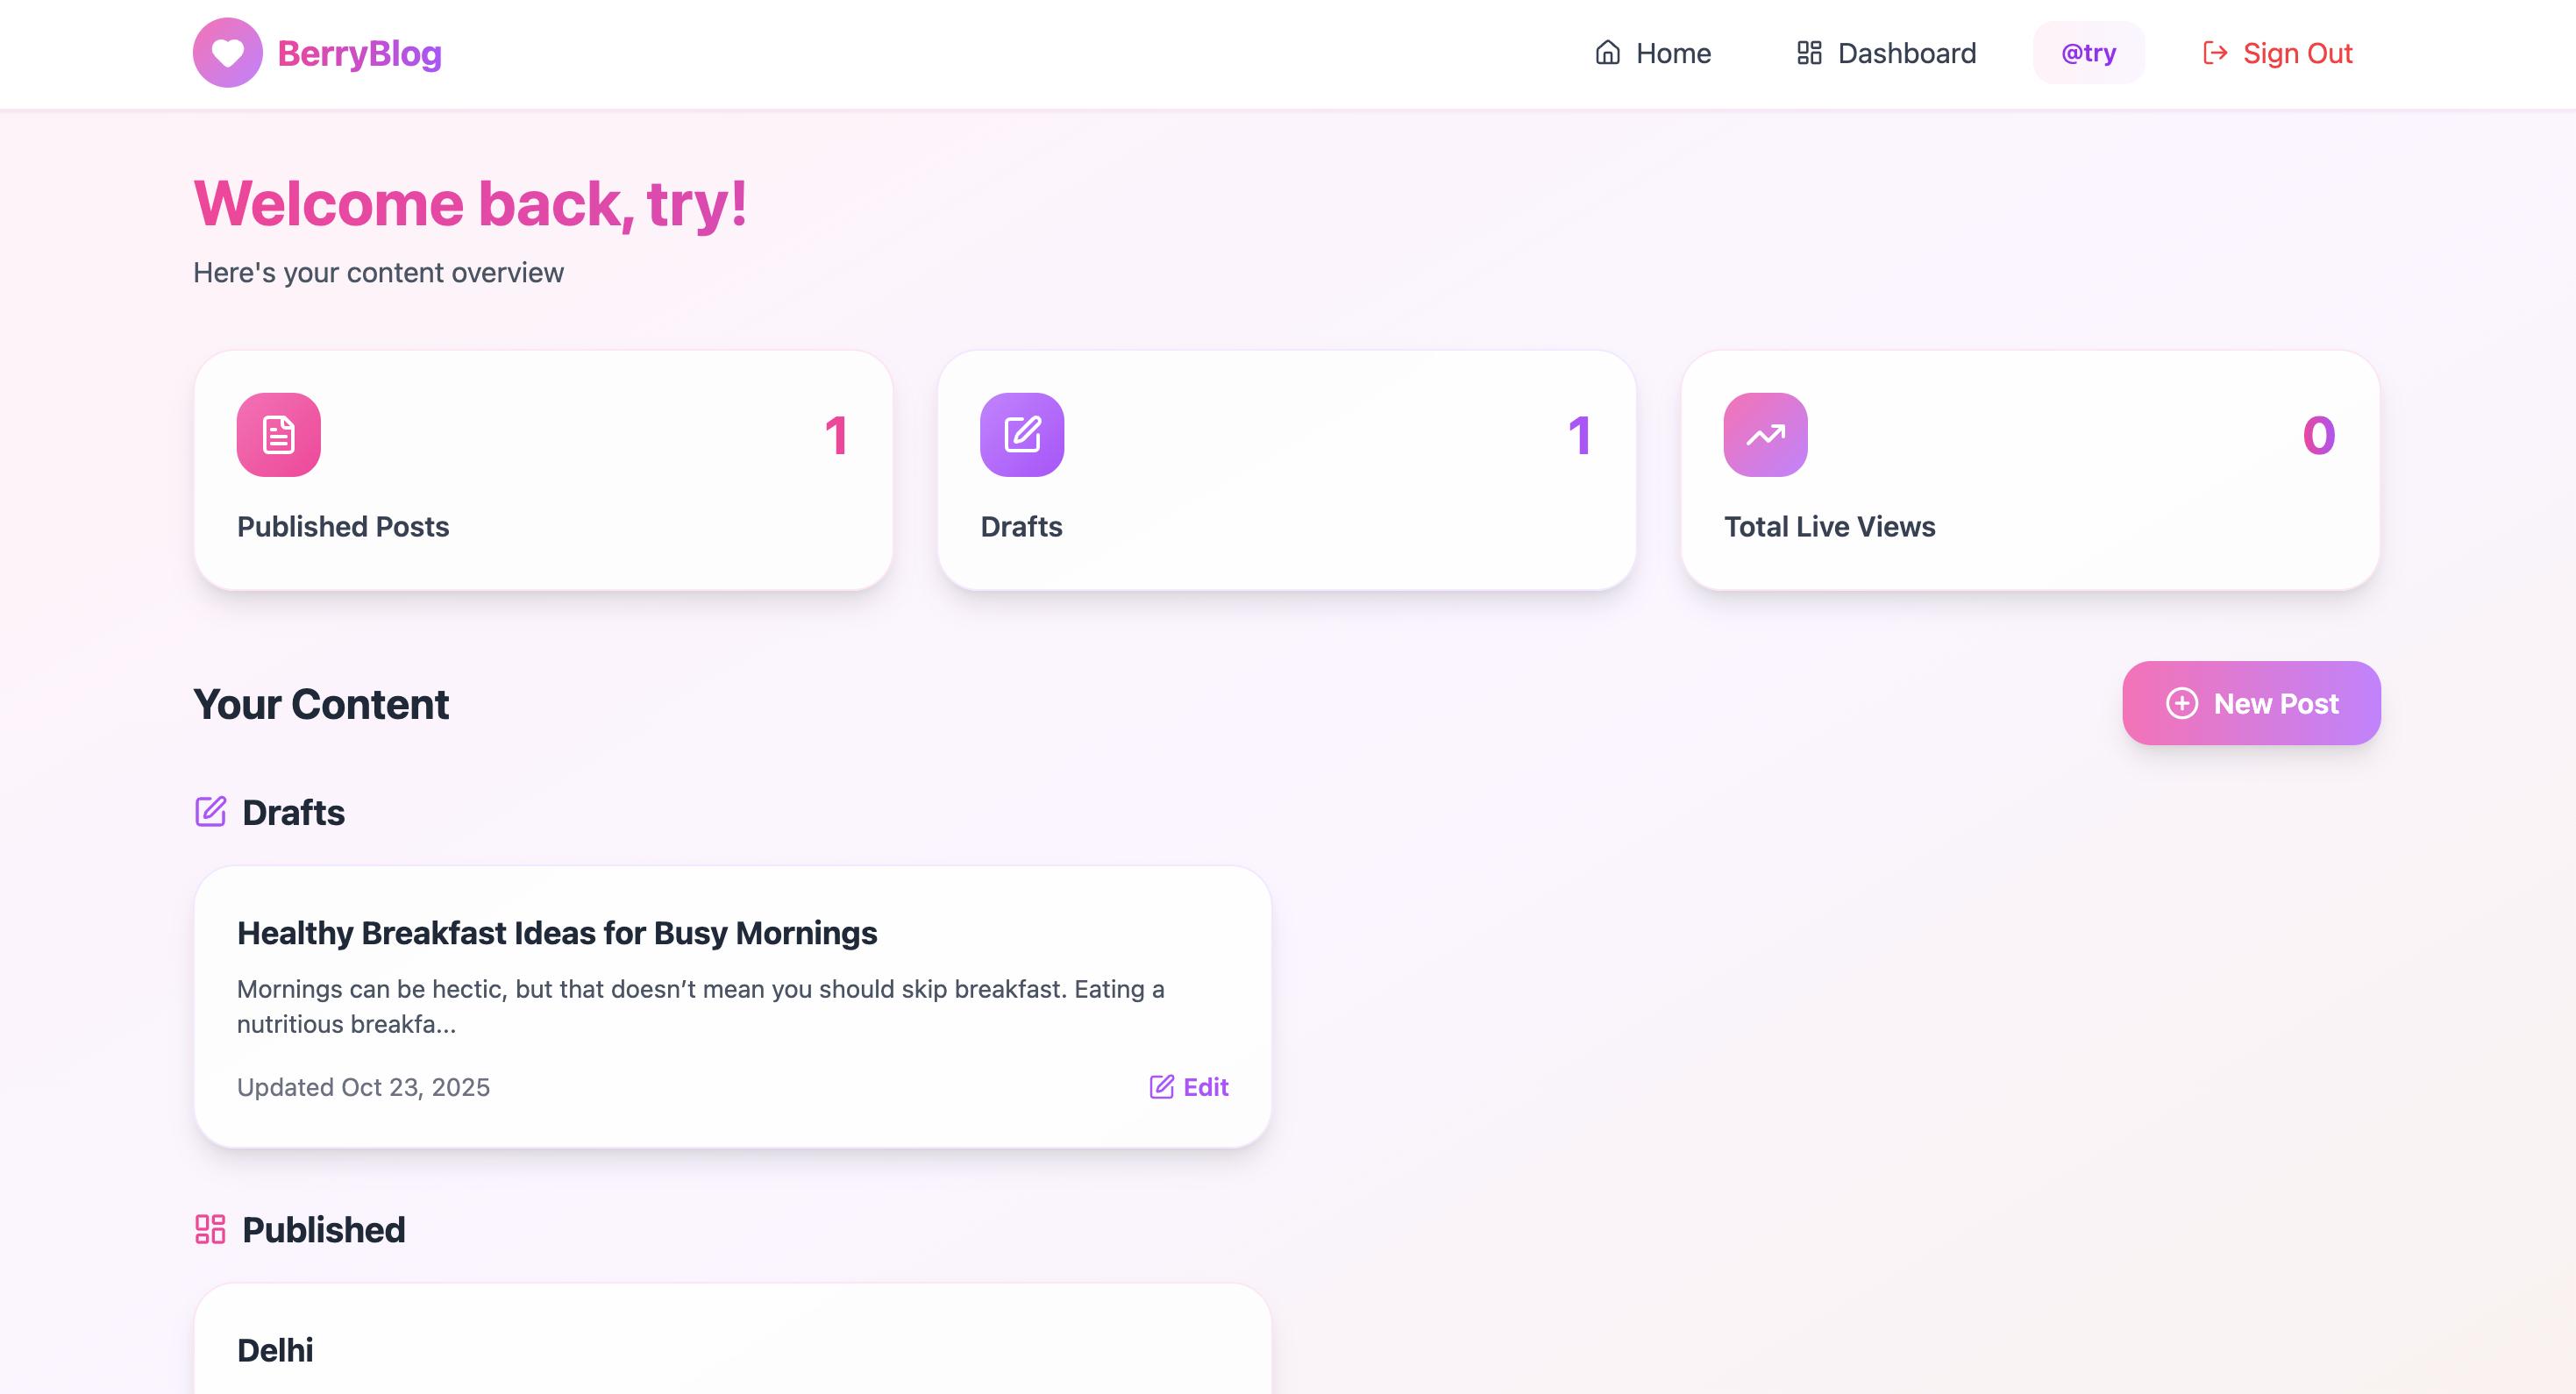 BerryBlog
Home
Dashboard
@try
Sign Out
Welcome back, try!
Here's your content overview
1
Published Posts
1
Drafts
0
Total Live Views
Your Content
New Post
Drafts
Healthy Breakfast Ideas for Busy Mornings
Mornings can be hectic, but that doesn’t mean you should skip breakfast. Eating a
nutritious breakfa...
Updated Oct 23, 2025
Edit
Published
Delhi